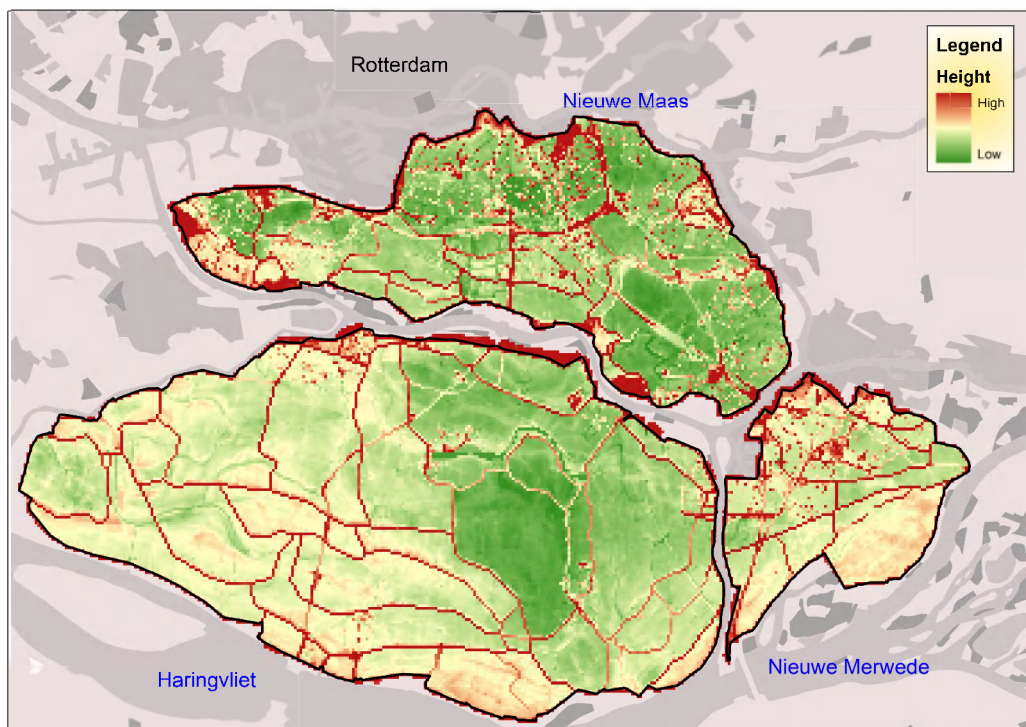 Rotterdam
Nieuwe Maas
Legend
Height
High
Low
Haringvliet
Nieuwe Merwede